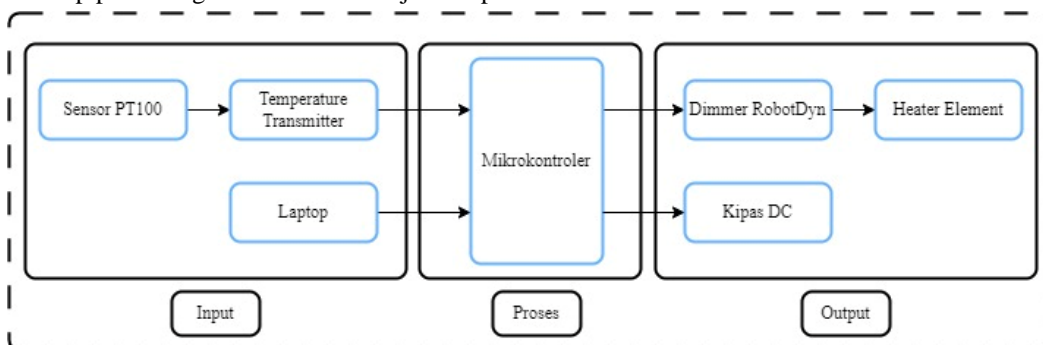 Sensor PT100
Temperature
Transmitter
Laptop
Mikrokontroler
Dimmer RobotDyn
Heater Element
Kipas DC
Input
Proses
Output